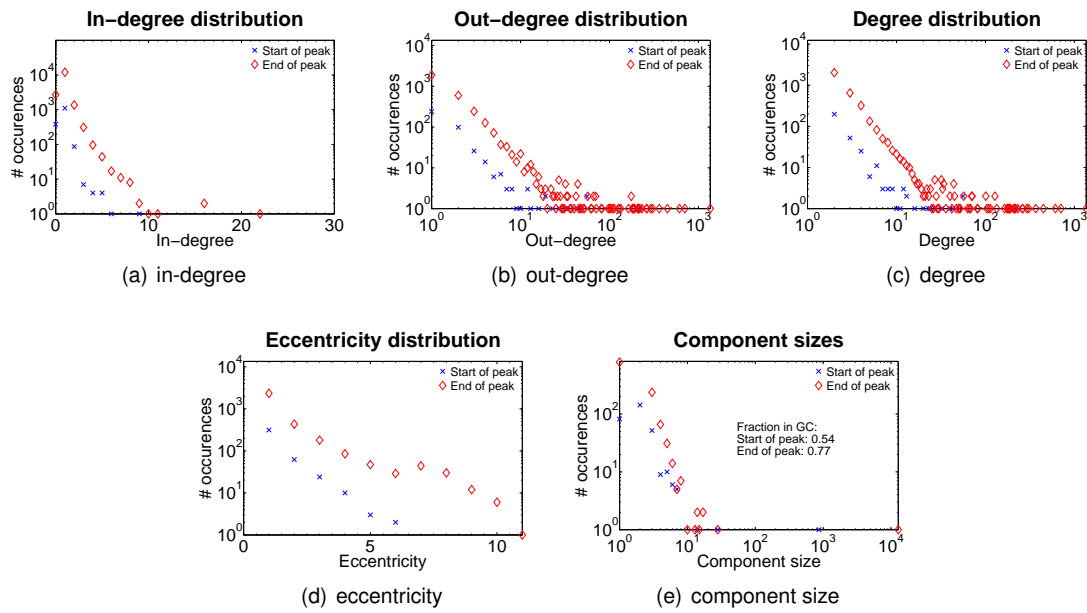 In−degree distribution
# occurences
10^4
10^3
10^2
10^1
10^0
0
10
20
30
In−degree
Start of peak
End of peak
(a) in-degree
Out−degree distribution
# occurences
10^4
10^3
10^2
10^1
10^0
10^0
10^1
10^2
10^3
Out−degree
Start of peak
End of peak
(b) out-degree
Degree distribution
# occurences
10^4
10^3
10^2
10^1
10^0
10^0
10^1
10^2
10^3
Degree
Start of peak
End of peak
(c) degree
Eccentricity distribution
# occurences
10^4
10^3
10^2
10^1
10^0
0
5
10
Eccentricity
Start of peak
End of peak
(d) eccentricity
Component sizes
# occurences
10^2
10^1
10^0
10^0
10^1
10^2
10^3
10^4
Component size
Start of peak
End of peak
Fraction in GC:
Start of peak: 0.54
End of peak: 0.77
(e) component size